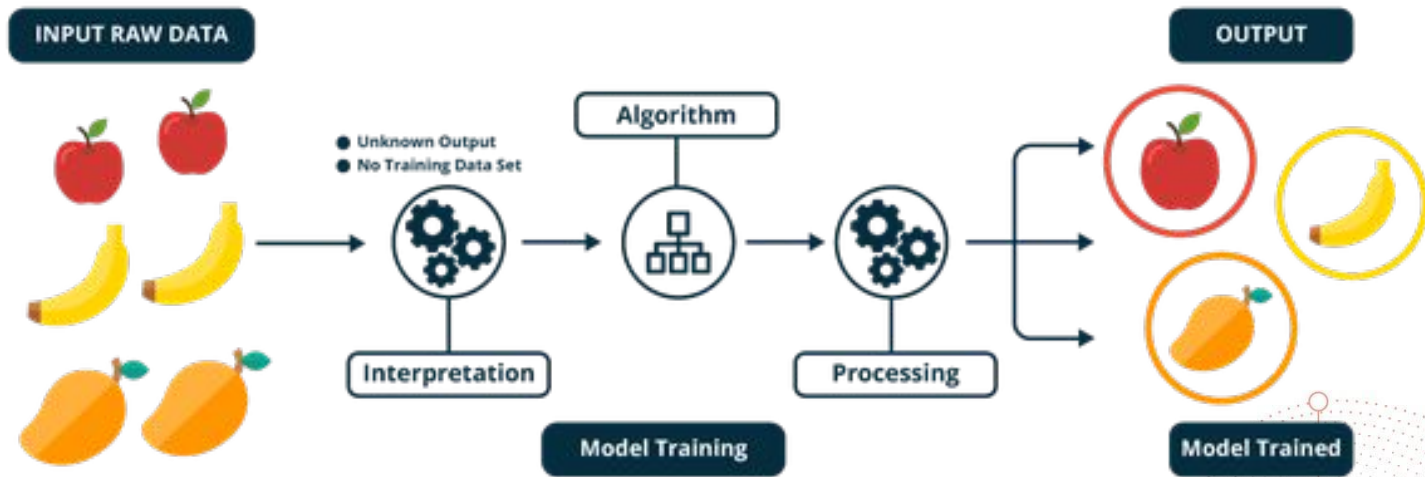 INPUT RAW DATA
OUTPUT
Algorithm
● Unknown Output
● No Training Data Set
Interpretation
Processing
Model Training
Model Trained